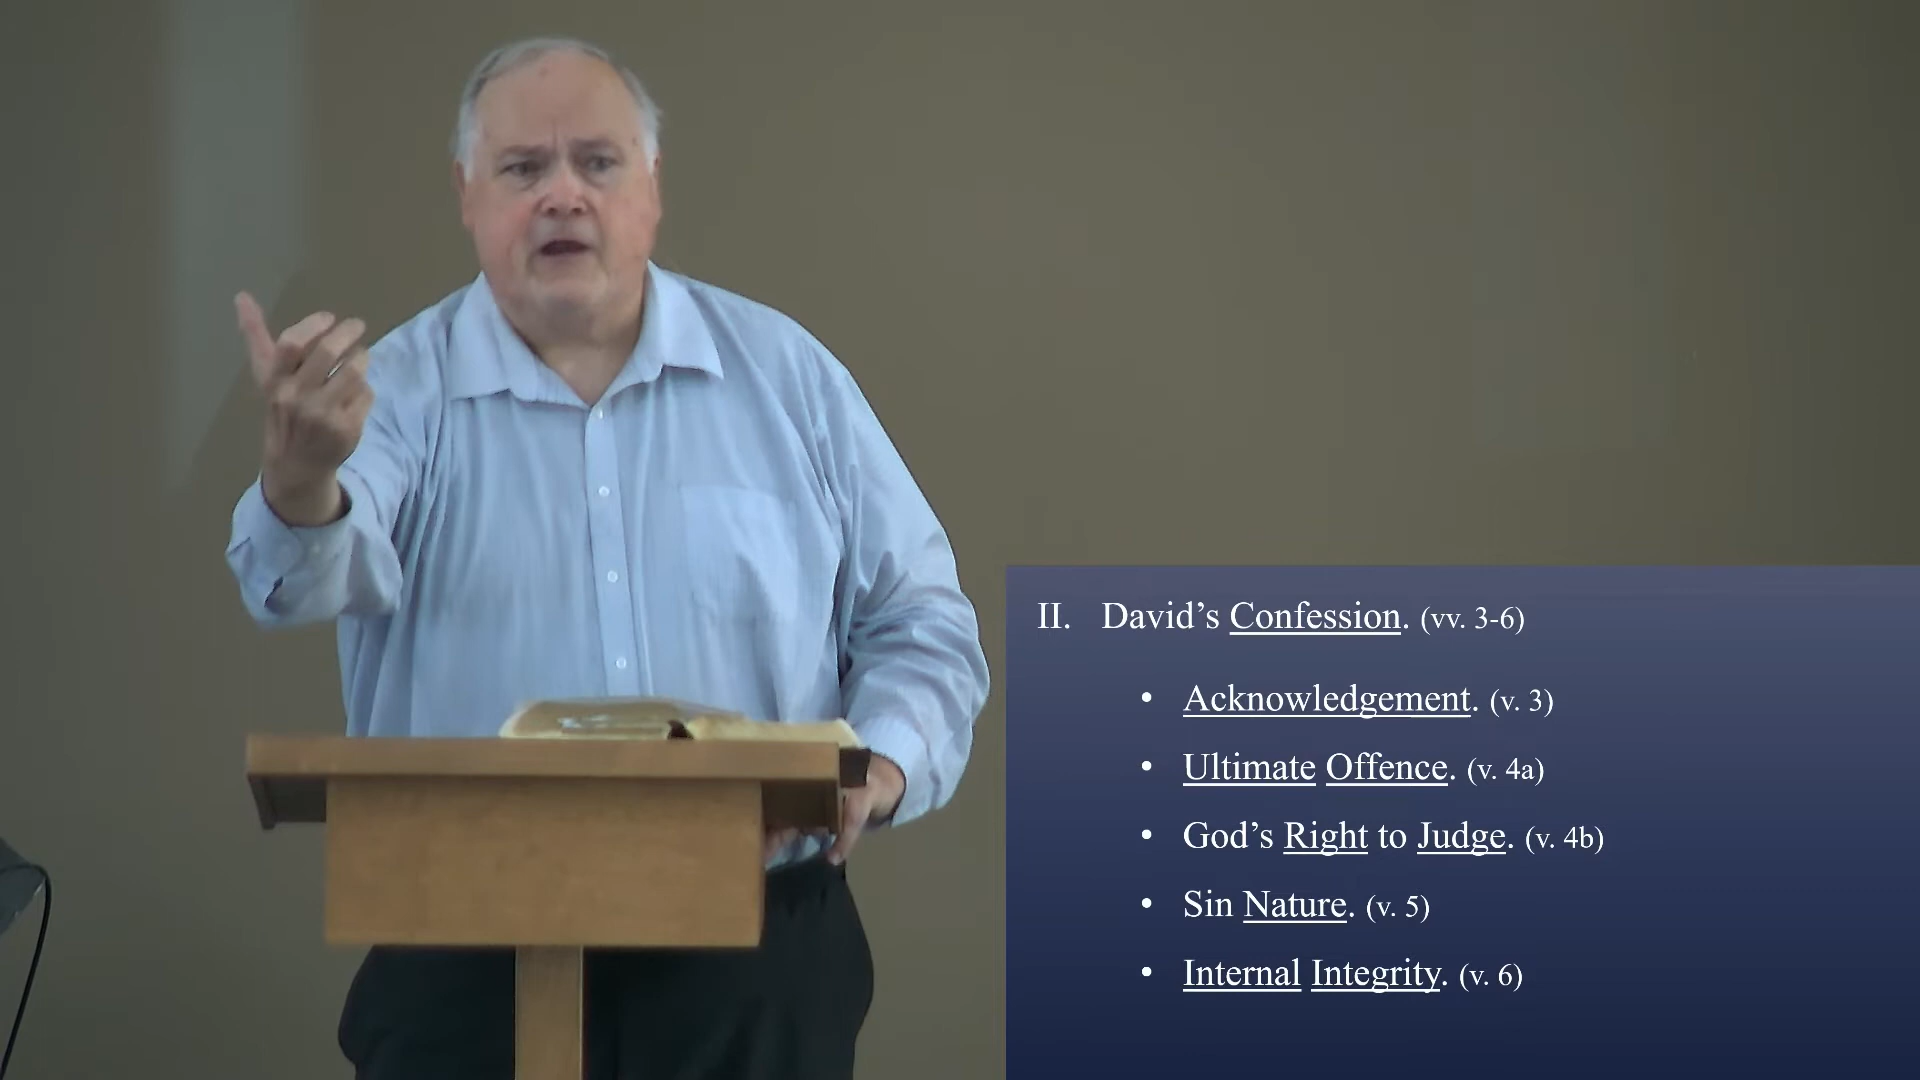 II. David’s Confession. (vv. 3-6)
• Acknowledgement. (v. 3)
• Ultimate Offence. (v. 4a)
• God’s Right to Judge. (v. 4b)
• Sin Nature. (v. 5)
• Internal Integrity. (v. 6)